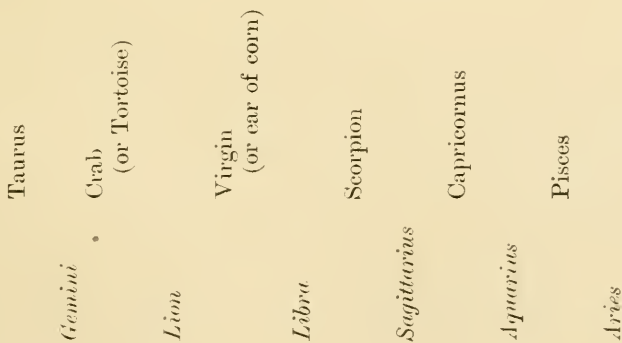 Taurus
Gemini
Crab
(or Tortoise)
Lion
Virgin
(or ear of corn)
Libra
Scorpion
Sagittarius
Capricornus
Aquarius
Pisces
Aries